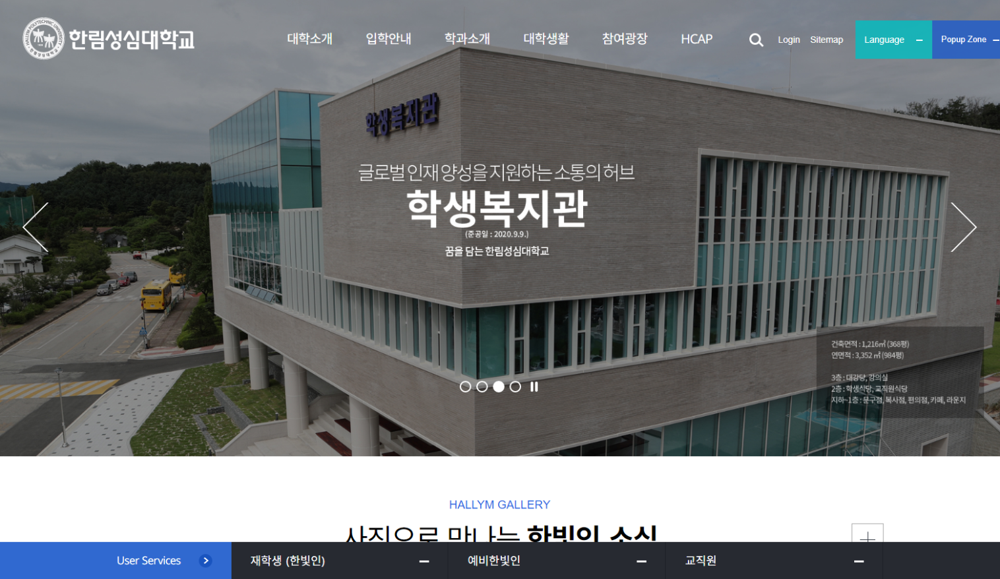 HALLYM POLYTECHNIC UNIVERSITY
한림성심대학교
대학소개
입학안내
학과소개
대학생활
참여광장
HCAP
Login
Sitemap
Language
Popup Zone
학생복지관
글로벌 인재 양성을 지원하는 소통의 허브
학생복지관
(준공일 : 2020.9.9.)
꿈을 담는 한림성심대학교
건축면적 : 1,216㎡ (368평)
연면적 : 3,352 ㎡ (984평)
3층 : 대강당, 강의실
2층 : 학생식당, 교직원식당
지하~1층 : 문구점, 복사점, 편의점, 카페, 라운지
HALLYM GALLERY
사진으로 만나는 한빛인 소식
User Services
재학생 (한빛인)
예비한빛인
교직원